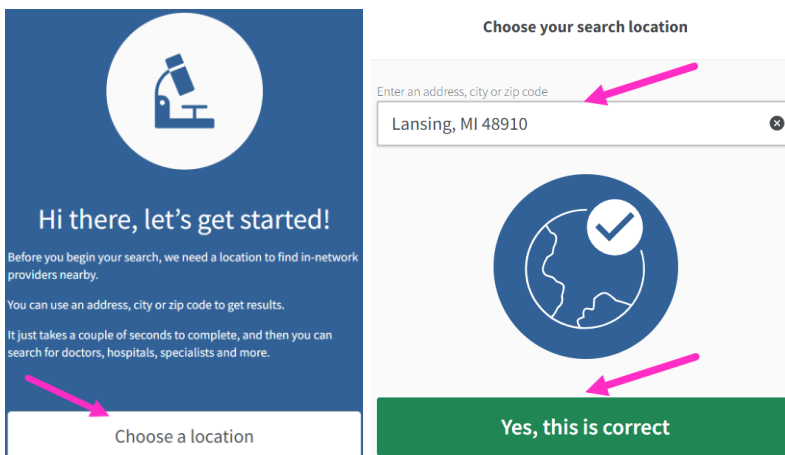 Hi there, let's get started!
Before you begin your search, we need a location to find in-network
providers nearby.
You can use an address, city or zip code to get results.
It just takes a couple of seconds to complete, and then you can
search for doctors, hospitals, specialists and more.
Choose a location
Choose your search location
Enter an address, city or zip code
Lansing, MI 48910
Yes, this is correct